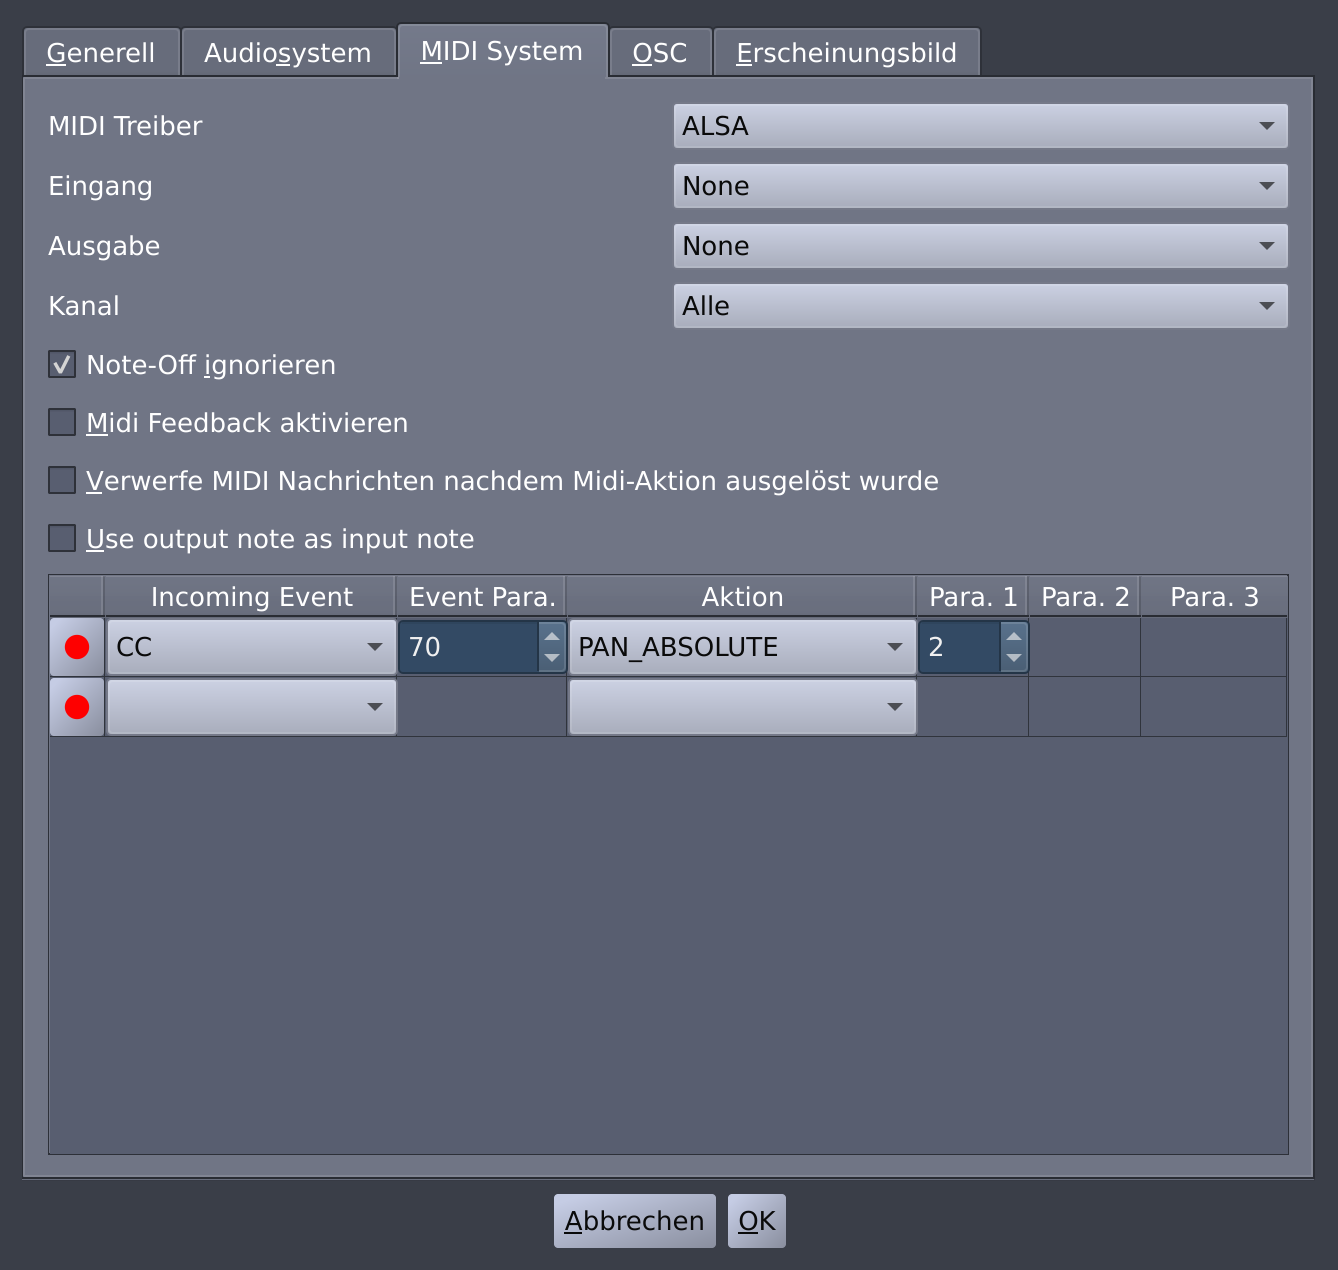 Generell Audiosystem MIDI System OSC Erscheinungsbild
MIDI Treiber ALSA
Eingang None
Ausgabe None
Kanal Alle
Note-Off ignorieren
Midi Feedback aktivieren
Verwerfe MIDI Nachrichten nachdem Midi-Aktion ausgelöst wurde
Use output note as input note
Incoming Event Event Para. Aktion Para. 1 Para. 2 Para. 3
CC 70 PAN_ABSOLUTE 2
Abbrechen OK